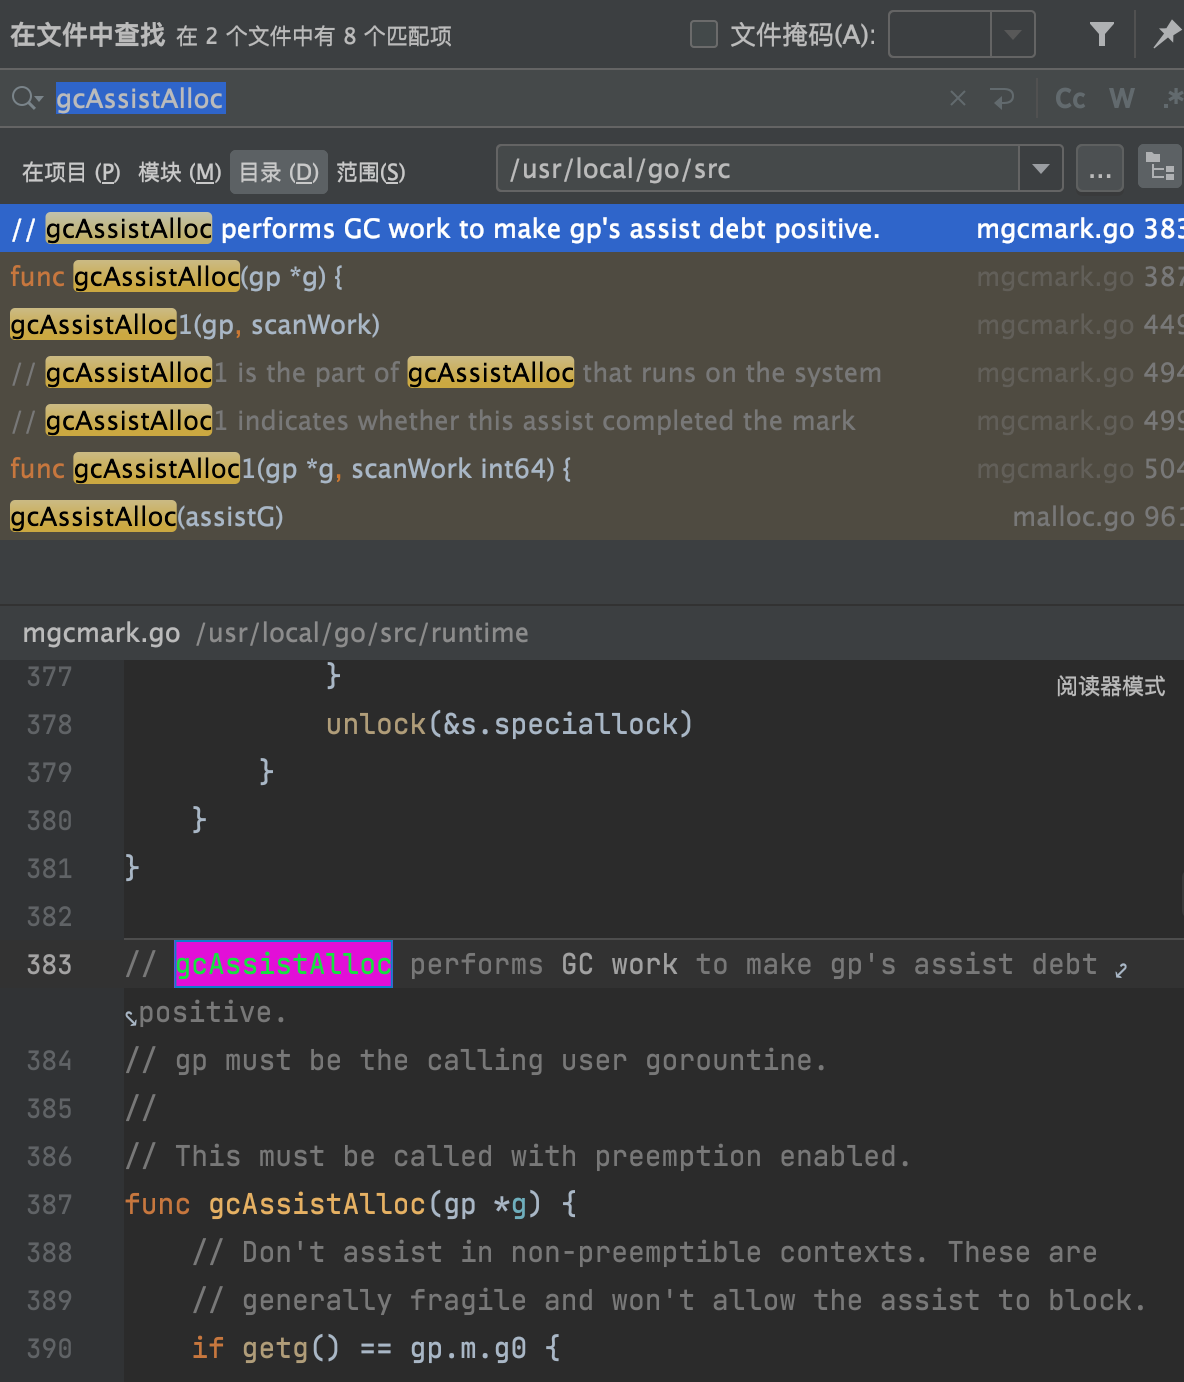 在文件中查找 在 2 个文件中有 8 个匹配项 文件掩码(A):
gcAssistAlloc Cc W .*
在项目 (P) 模块 (M) 目录 (D) 范围(S) /usr/local/go/src ...
// gcAssistAlloc performs GC work to make gp's assist debt positive. mgcmark.go 383
func gcAssistAlloc(gp *g) { mgcmark.go 387
gcAssistAlloc1(gp, scanWork) mgcmark.go 449
// gcAssistAlloc1 is the part of gcAssistAlloc that runs on the system mgcmark.go 494
// gcAssistAlloc1 indicates whether this assist completed the mark mgcmark.go 499
func gcAssistAlloc1(gp *g, scanWork int64) { mgcmark.go 504
gcAssistAlloc(assistG) malloc.go 961
mgcmark.go /usr/local/go/src/runtime
377 }
阅读器模式
378 unlock(&s.speciallock)
379 }
380 }
381 }
382
383 // gcAssistAlloc performs GC work to make gp's assist debt
positive.
384 // gp must be the calling user gorountine.
385 //
386 // This must be called with preemption enabled.
387 func gcAssistAlloc(gp *g) {
388 // Don't assist in non-preemptible contexts. These are
389 // generally fragile and won't allow the assist to block.
390 if getg() == gp.m.g0 {